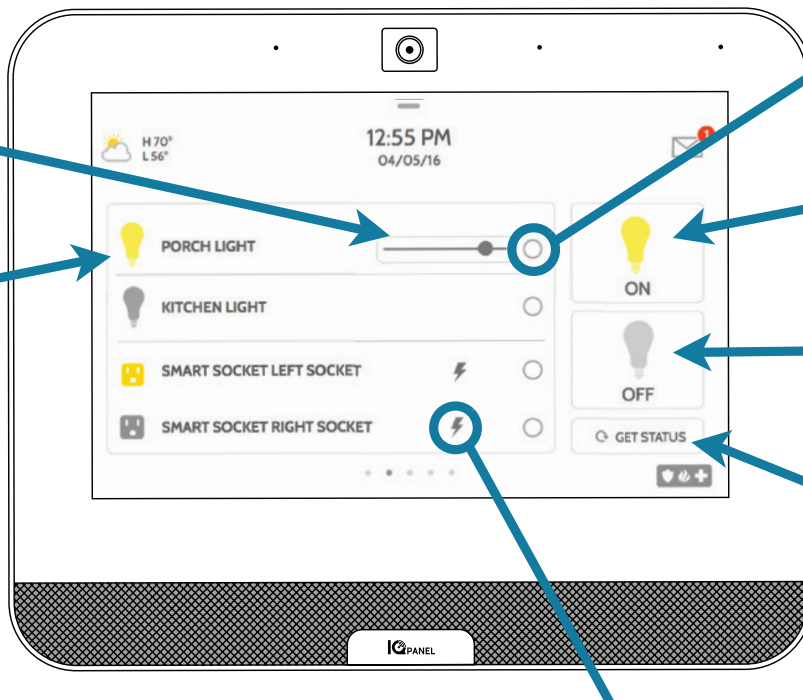 H 70°
L 56°
12:55 PM
04/05/16
1
PORCH LIGHT
KITCHEN LIGHT
SMART SOCKET LEFT SOCKET
SMART SOCKET RIGHT SOCKET
ON
OFF
GET STATUS
IQ PANEL